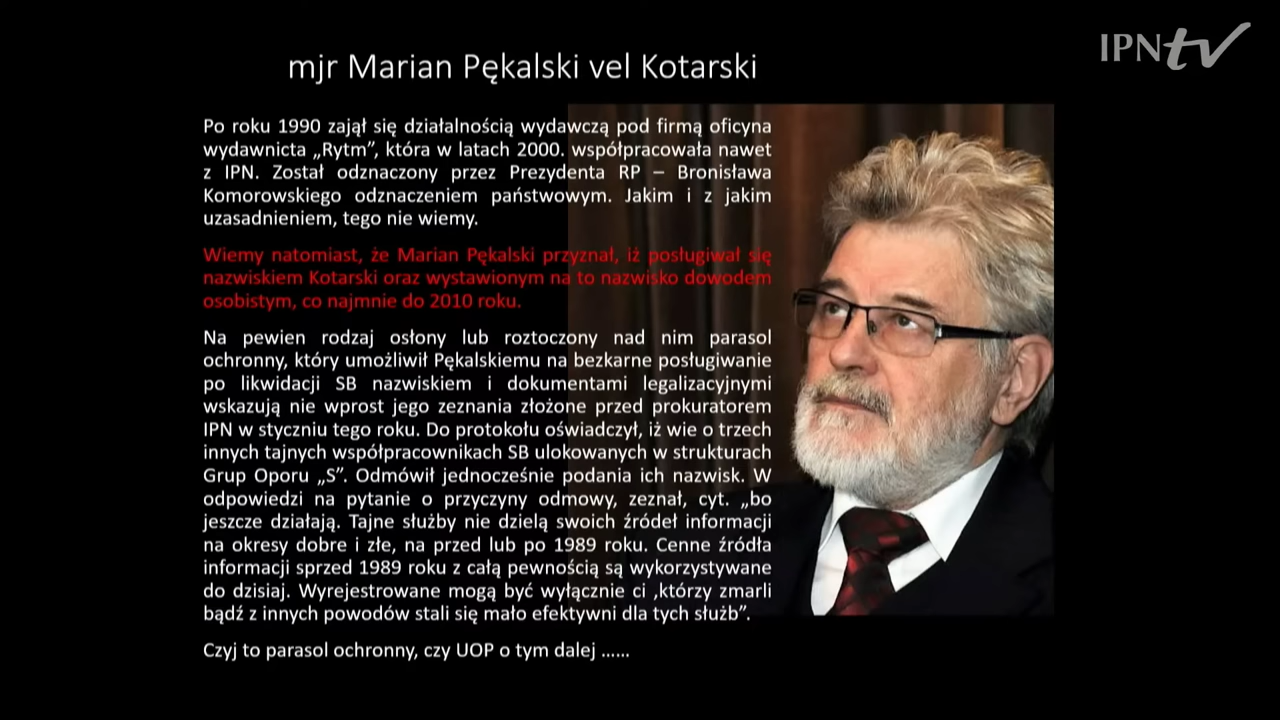 IPNtv
mjr Marian Pękalski vel Kotarski
Po roku 1990 zajął się działalnością wydawczą pod firmą oficyna
wydawnicta „Rytm”, która w latach 2000. współpracowała nawet
z IPN. Został odznaczony przez Prezydenta RP – Bronisława
Komorowskiego odznaczeniem państwowym. Jakim i z jakim
uzasadnieniem, tego nie wiemy.
Wiemy natomiast, że Marian Pękalski przyznał, iż posługiwał się
nazwiskiem Kotarski oraz wystawionym na to nazwisko dowodem
osobistym, co najmnie do 2010 roku.
Na pewien rodzaj osłony lub roztoczony nad nim parasol
ochronny, który umożliwił Pękalskiemu na bezkarne posługiwanie
po likwidacji SB nazwiskiem i dokumentami legalizacyjnymi
wskazują nie wprost jego zeznania złożone przed prokuratorem
IPN w styczniu tego roku. Do protokołu oświadczył, iż wie o trzech
innych tajnych współpracownikach SB ulokowanych w strukturach
Grup Oporu „S”. Odmówił jednocześnie podania ich nazwisk. W
odpowiedzi na pytanie o przyczyny odmowy, zeznał, cyt. „bo
jeszcze działają. Tajne służby nie dzielą swoich źródeł informacji
na okresy dobre i złe, na przed lub po 1989 roku. Cenne źródła
informacji sprzed 1989 roku z całą pewnością są wykorzystywane
do dzisiaj. Wyrejestrowane mogą być wyłącznie ci ,którzy zmarli
bądź z innych powodów stali się mało efektywni dla tych służb”.
Czyj to parasol ochronny, czy UOP o tym dalej ......